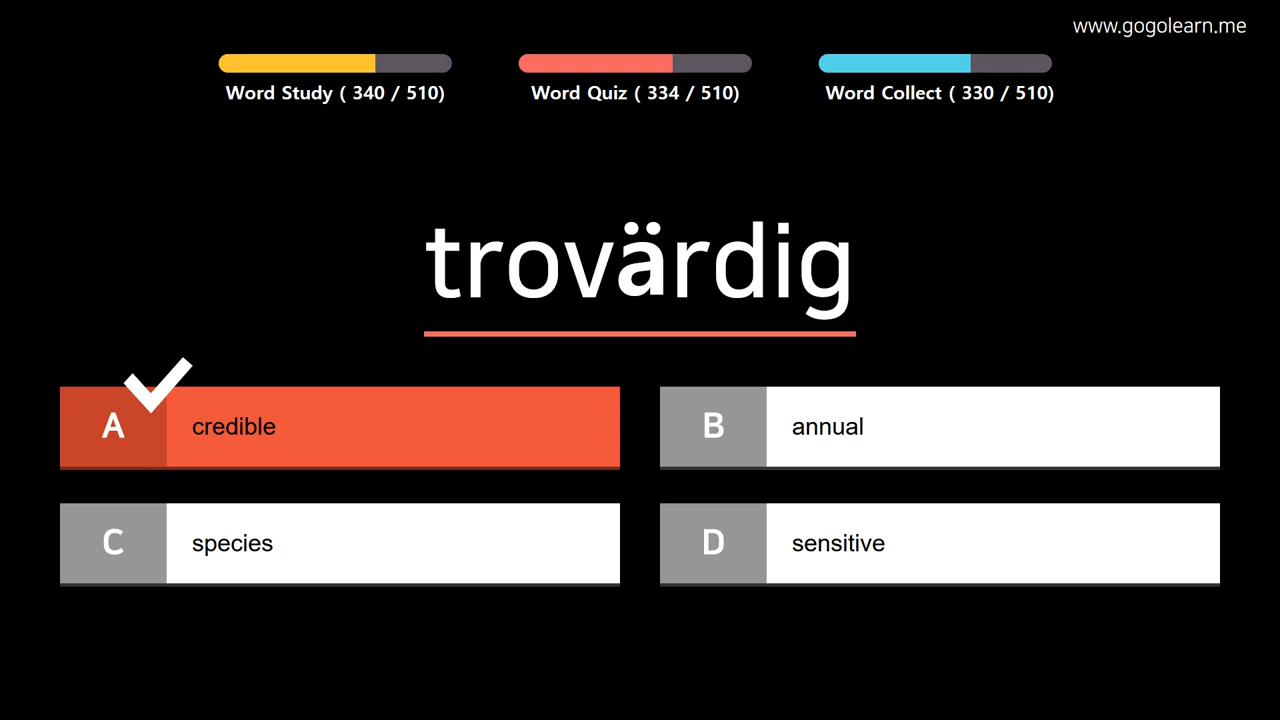 www.gogolearn.me
Word Study ( 340 / 510)
Word Quiz ( 334 / 510)
Word Collect ( 330 / 510)
trovärdig
A credible
B annual
C species
D sensitive